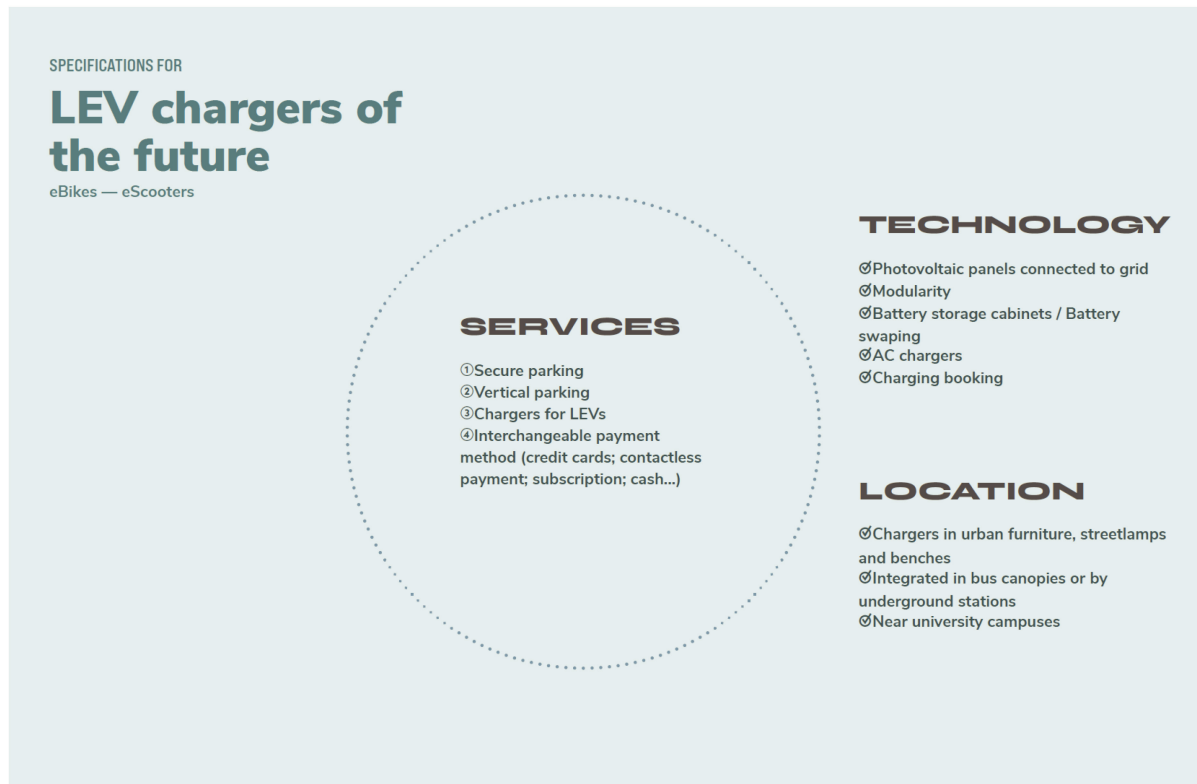 SPECIFICATIONS FOR
LEV chargers of
the future
eBikes — eScooters
SERVICES
①Secure parking
②Vertical parking
③Chargers for LEVs
④Interchangeable payment
method (credit cards; contactless
payment; subscription; cash...)
TECHNOLOGY
☑Photovoltaic panels connected to grid
☑Modularity
☑Battery storage cabinets / Battery
swaping
☑AC chargers
☑Charging booking
LOCATION
☑Chargers in urban furniture, streetlamps
and benches
☑Integrated in bus canopies or by
underground stations
☑Near university campuses